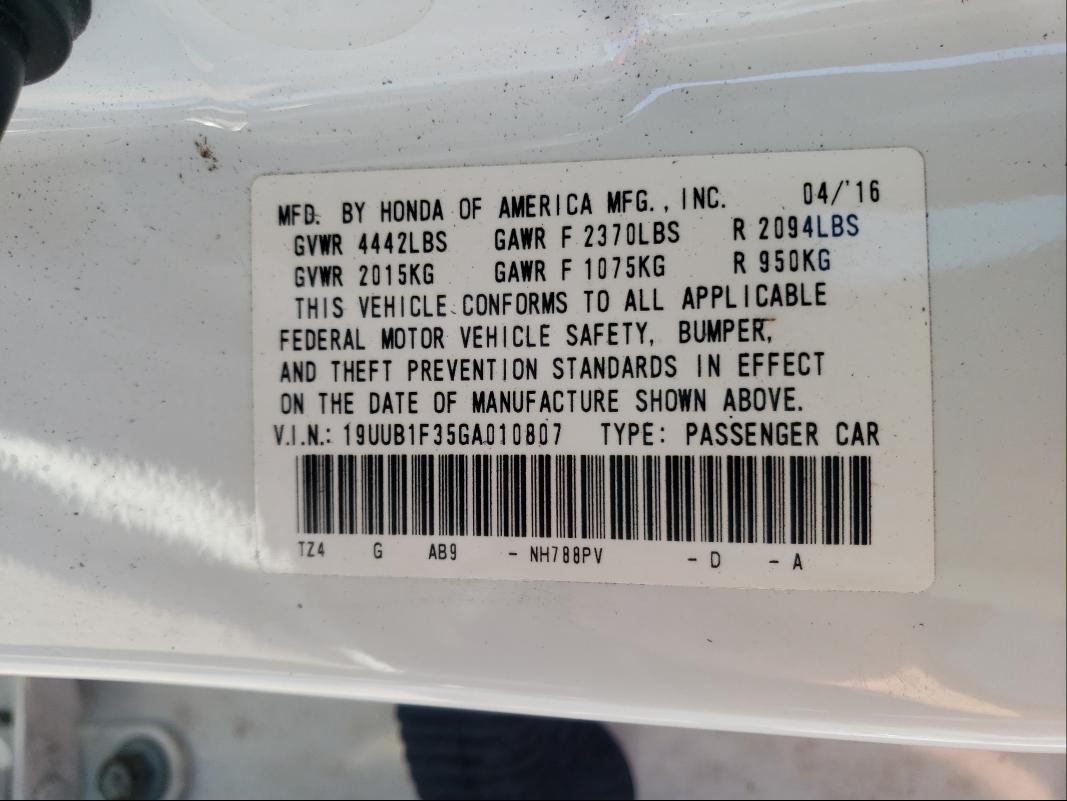 MFD. BY HONDA OF AMERICA MFG., INC. 04/'16
GVWR 4442LBS GAWR F 2370LBS R 2094LBS
GVWR 2015KG GAWR F 1075KG R 950KG
THIS VEHICLE CONFORMS TO ALL APPLICABLE
FEDERAL MOTOR VEHICLE SAFETY, BUMPER,
AND THEFT PREVENTION STANDARDS IN EFFECT
ON THE DATE OF MANUFACTURE SHOWN ABOVE.
V.I.N.: 19UUB1F35GA010807 TYPE: PASSENGER CAR
TZ4 G AB9 - NH788PV - D - A